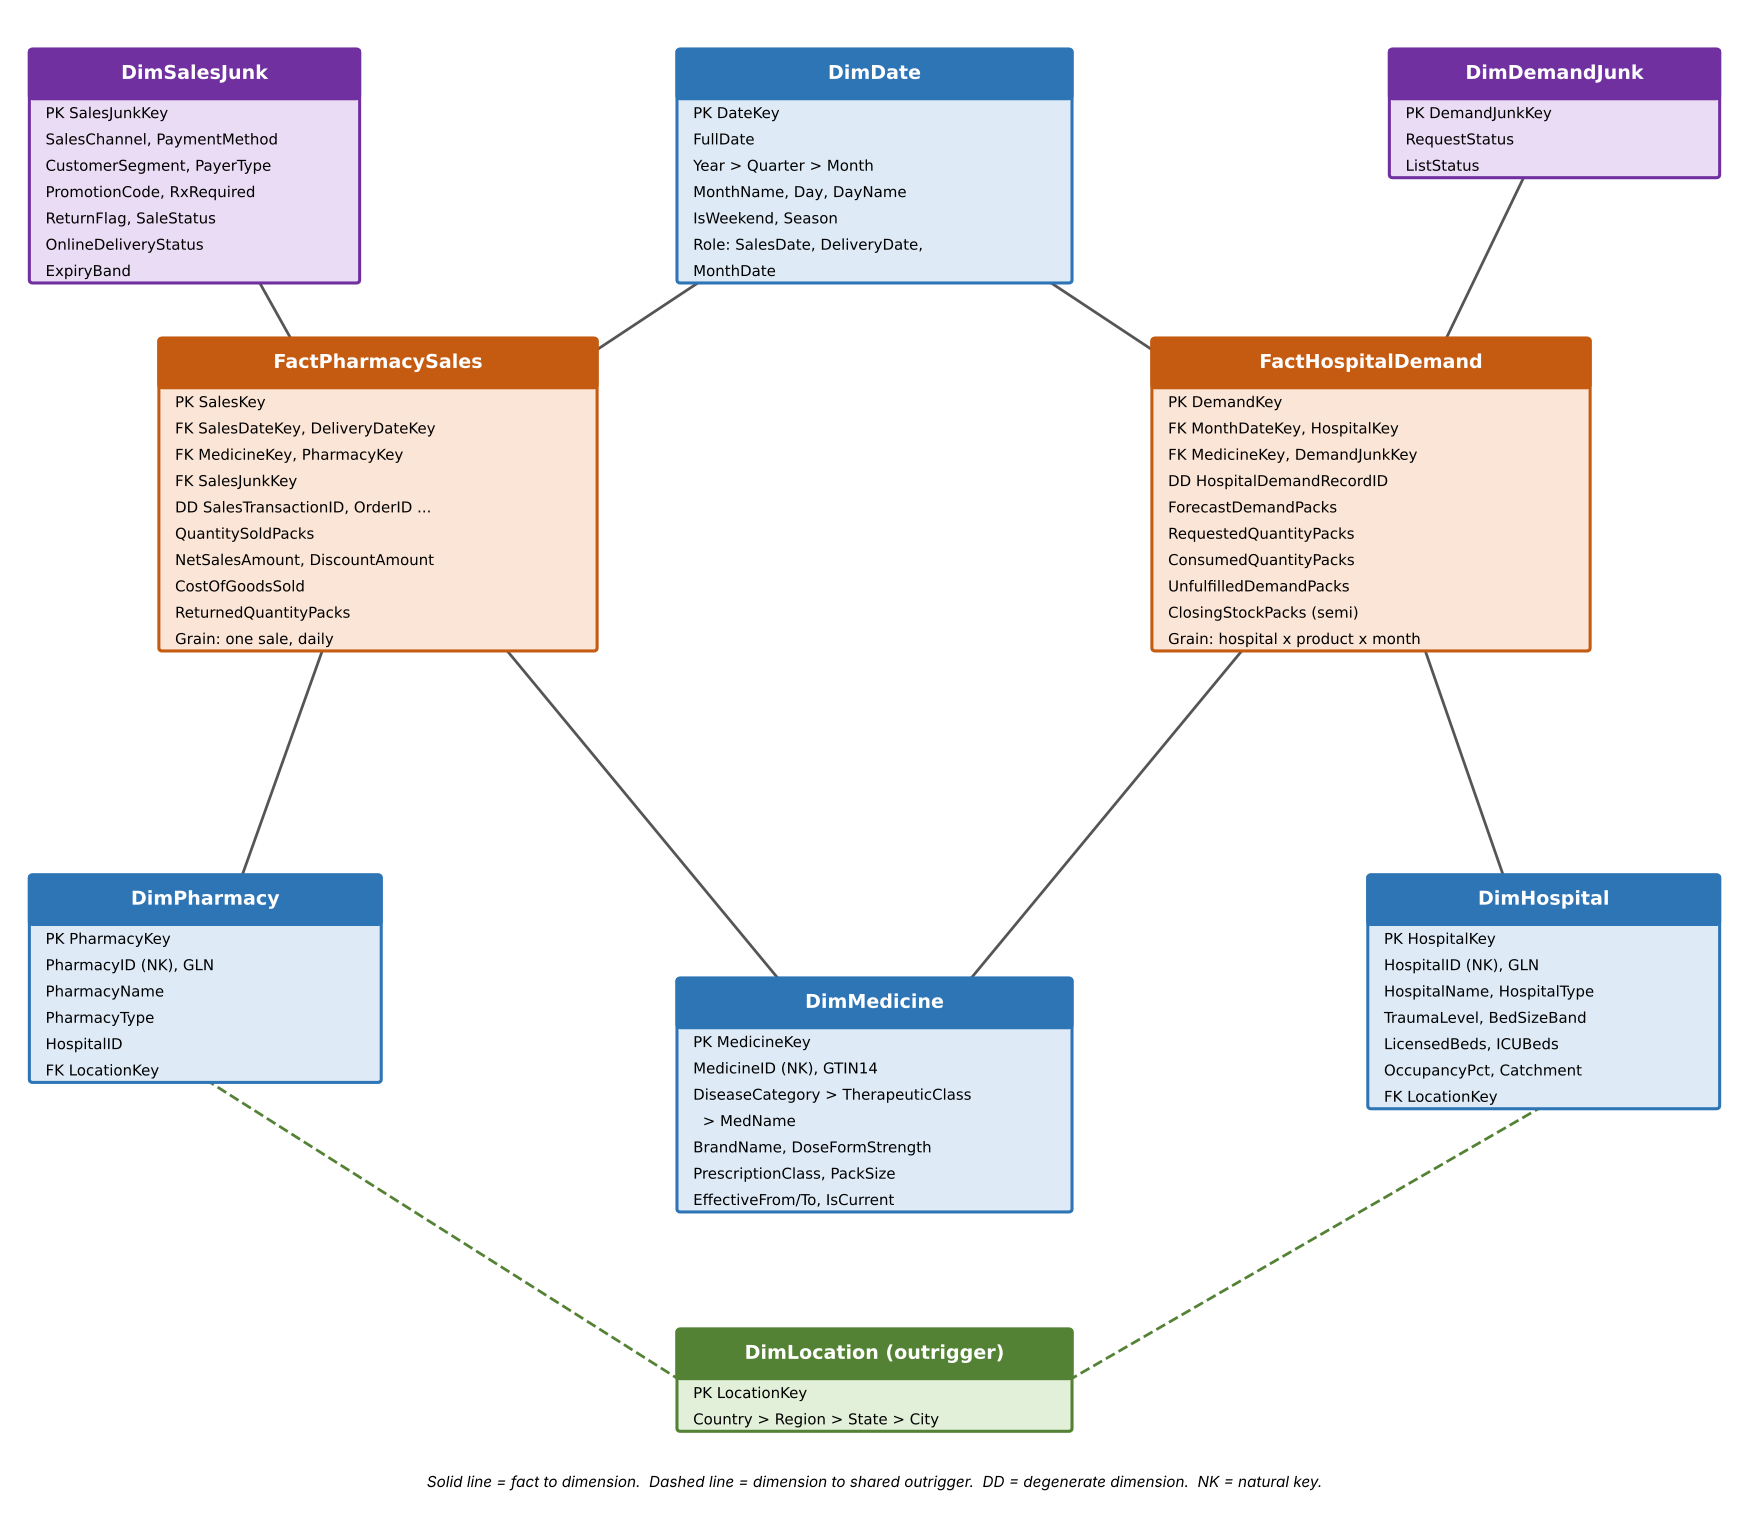 DimSalesJunk
PK SalesJunkKey
SalesChannel, PaymentMethod
CustomerSegment, PayerType
PromotionCode, RxRequired
ReturnFlag, SaleStatus
OnlineDeliveryStatus
ExpiryBand
DimDate
PK DateKey
FullDate
Year > Quarter > Month
MonthName, Day, DayName
IsWeekend, Season
Role: SalesDate, DeliveryDate,
MonthDate
DimDemandJunk
PK DemandJunkKey
RequestStatus
ListStatus
FactPharmacySales
PK SalesKey
FK SalesDateKey, DeliveryDateKey
FK MedicineKey, PharmacyKey
FK SalesJunkKey
DD SalesTransactionID, OrderID ...
QuantitySoldPacks
NetSalesAmount, DiscountAmount
CostOfGoodsSold
ReturnedQuantityPacks
Grain: one sale, daily
FactHospitalDemand
PK DemandKey
FK MonthDateKey, HospitalKey
FK MedicineKey, DemandJunkKey
DD HospitalDemandRecordID
ForecastDemandPacks
RequestedQuantityPacks
ConsumedQuantityPacks
UnfulfilledDemandPacks
ClosingStockPacks (semi)
Grain: hospital x product x month
DimPharmacy
PK PharmacyKey
PharmacyID (NK), GLN
PharmacyName
PharmacyType
HospitalID
FK LocationKey
DimMedicine
PK MedicineKey
MedicineID (NK), GTIN14
DiseaseCategory > TherapeuticClass
> MedName
BrandName, DoseFormStrength
PrescriptionClass, PackSize
EffectiveFrom/To, IsCurrent
DimHospital
PK HospitalKey
HospitalID (NK), GLN
HospitalName, HospitalType
TraumaLevel, BedSizeBand
LicensedBeds, ICUBeds
OccupancyPct, Catchment
FK LocationKey
DimLocation (outrigger)
PK LocationKey
Country > Region > State > City
Solid line = fact to dimension.  Dashed line = dimension to shared outrigger.  DD = degenerate dimension.  NK = natural key.